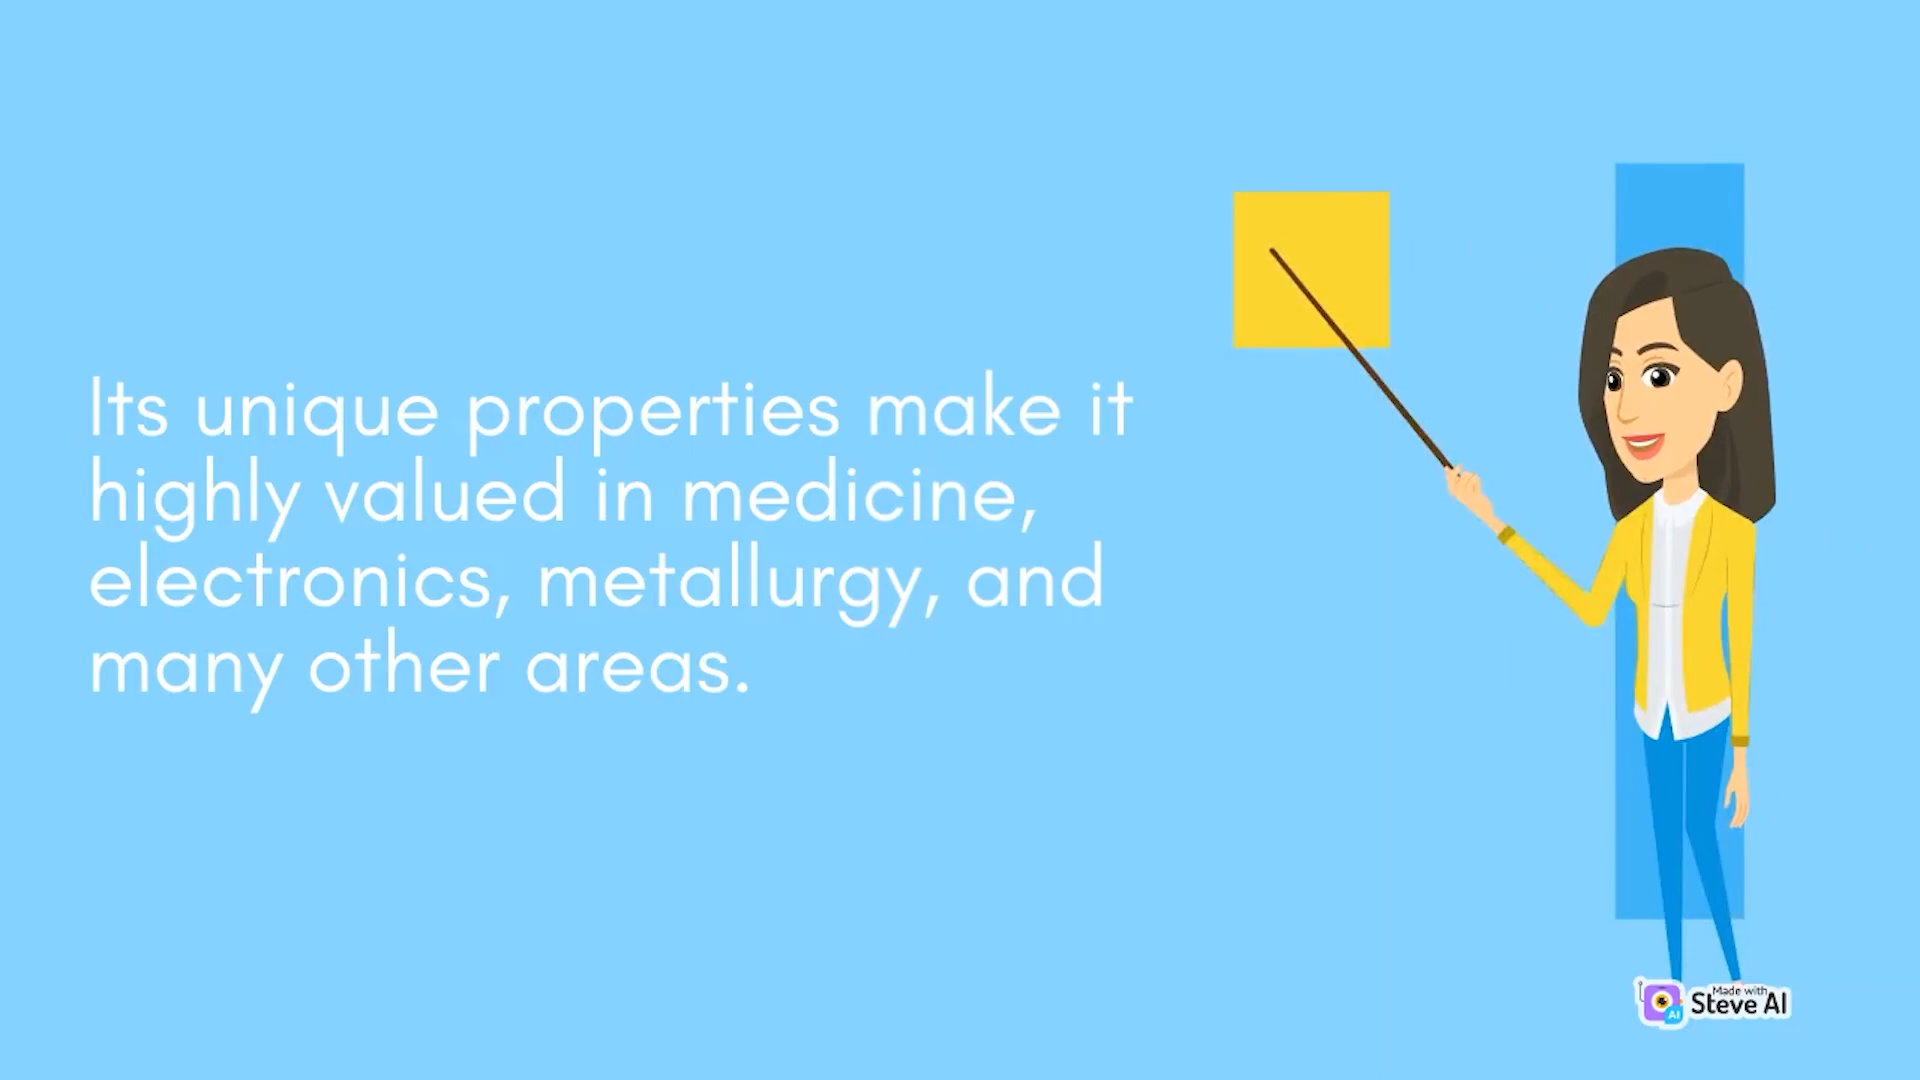 Its unique properties make it
highly valued in medicine,
electronics, metallurgy, and
many other areas.
Made with
Steve AI
AI